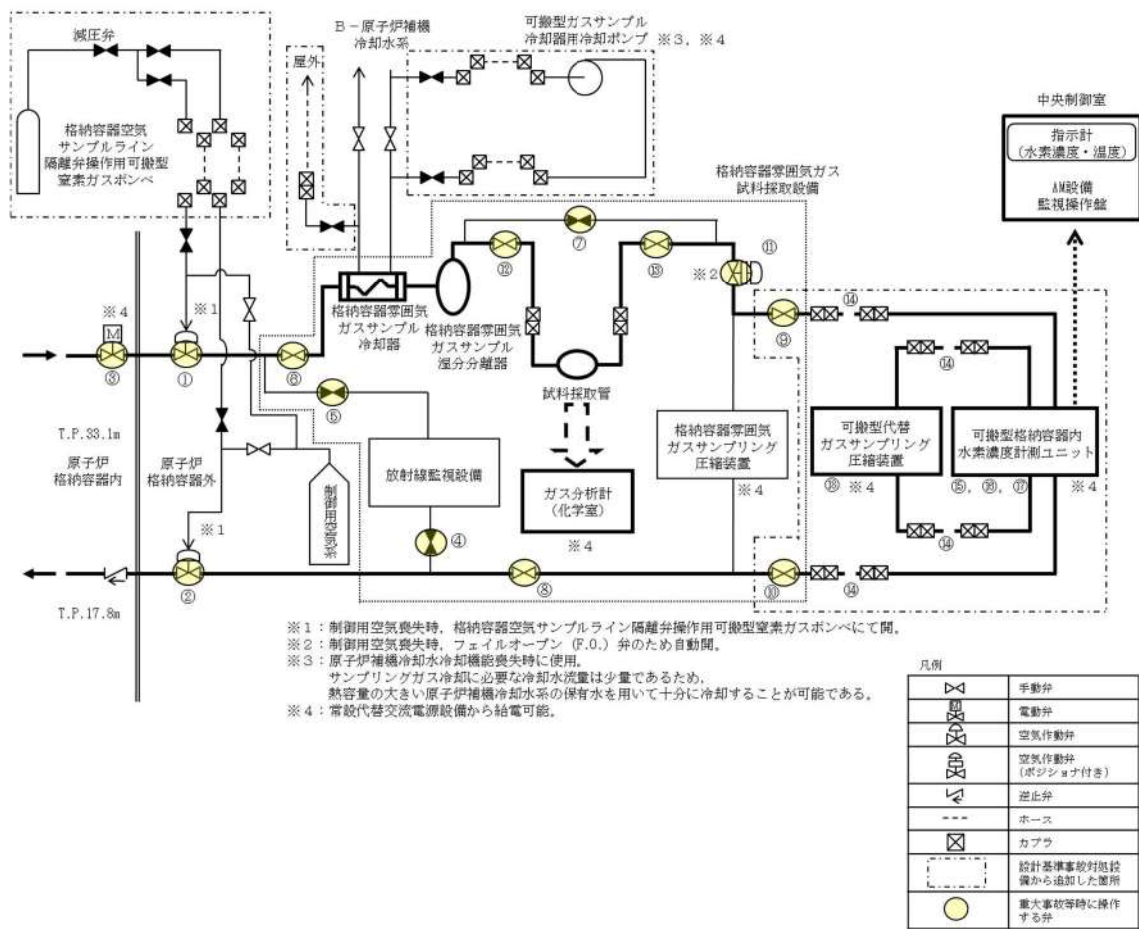 減圧弁
格納容器空気
サンプルライン
隔離弁操作用可搬型
窒素ガスボンベ
B-原子炉補機
冷却水系
屋外
可搬型ガスサンプル
冷却器用冷却ポンプ ※3, ※4
格納容器雰囲気ガス
試料採取設備
中央制御室
指示計
(水素濃度・温度)
AM設備
監視操作盤
⑦
⑫
⑬
⑪
※2
※1
※4
M
③
①
⑥
格納容器雰囲気
ガスサンプル
冷却器
格納容器雰囲気
ガスサンプル
湿分分離器
試料採取管
⑨
⑭
⑭
⑤
T.P.33.1m
原子炉
格納容器内
原子炉
格納容器外
制御用空気系
放射線監視設備
ガス分析計
(化学室)
※4
格納容器雰囲気
ガスサンプリング
圧縮装置
※4
可搬型代替
ガスサンプリング
圧縮装置
⑱ ※4
可搬型格納容器内
水素濃度計測ユニット
⑮, ⑯, ⑰ ※4
⑭
※1
④
②
⑧
⑩
⑭
T.P.17.8m
※1:制御用空気喪失時,格納容器空気サンプルライン隔離弁操作用可搬型窒素ガスボンベにて開。
※2:制御用空気喪失時,フェイルオープン (F.O.) 弁のため自動開。
※3:原子炉補機冷却水冷却機能喪失時に使用。
サンプリングガス冷却に必要な冷却水流量は少量であるため,
熱容量の大きい原子炉補機冷却水系の保有水を用いて十分に冷却することが可能である。
※4:常設代替交流電源設備から給電可能。
凡例
手動弁
M
電動弁
空気作動弁
空気作動弁
(ポジショナ付き)
逆止弁
ホース
カプラ
設計基準事故対処設
備から追加した箇所
重大事故等時に操作
する弁